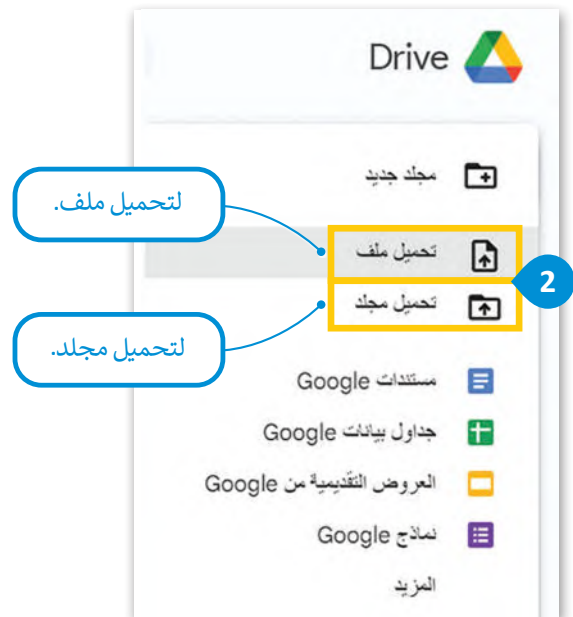 Drive
مجلد جديد
لتحميل ملف.
تحميل ملف
2
تحميل مجلد
لتحميل مجلد.
مستندات Google
جداول بيانات Google
العروض التقديمية من Google
نماذج Google
المزيد